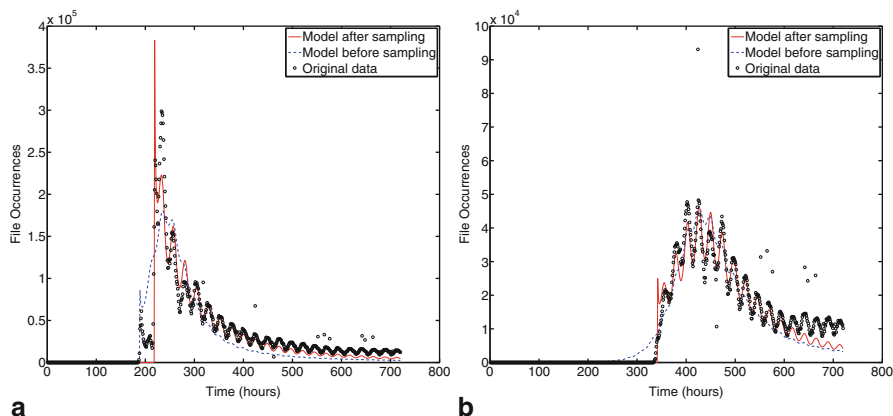 x 10^5
Model after sampling
Model before sampling
Original data
4
3.5
3
2.5
2
1.5
1
0.5
0
File Occurrences
0 100 200 300 400 500 600 700 800
Time (hours)
a
x 10^4
Model after sampling
Model before sampling
Original data
10
9
8
7
6
5
4
3
2
1
0
File Occurrences
0 100 200 300 400 500 600 700 800
Time (hours)
b